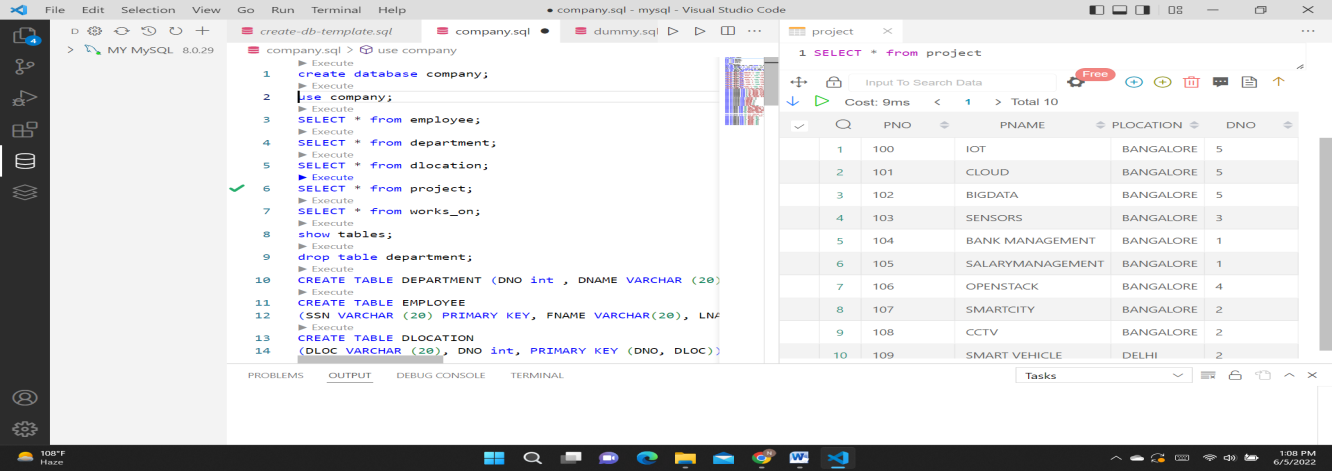 File Edit Selection View Go Run Terminal Help
● company.sql - mysql - Visual Studio Code
4
D
MY MySQL 8.0.29
create-db-template.sql company.sql ● dummy.sql
company.sql > use company
Execute
1 create database company;
Execute
2 use company;
Execute
3 SELECT * from employee;
Execute
4 SELECT * from department;
Execute
5 SELECT * from dlocation;
Execute
6 SELECT * from project;
Execute
7 SELECT * from works_on;
Execute
8 show tables;
Execute
9 drop table department;
Execute
10 CREATE TABLE DEPARTMENT (DNO int , DNAME VARCHAR (20)
Execute
11 CREATE TABLE EMPLOYEE
12 (SSN VARCHAR (20) PRIMARY KEY, FNAME VARCHAR(20), LNA
Execute
13 CREATE TABLE DLOCATION
14 (DLOC VARCHAR (20), DNO int, PRIMARY KEY (DNO, DLOC))
project
1 SELECT * from project
Input To Search Data
Free
Cost: 9ms < 1 > Total 10
PNO PNAME PLOCATION DNO
1 100 IOT BANGALORE 5
2 101 CLOUD BANGALORE 5
3 102 BIGDATA BANGALORE 5
4 103 SENSORS BANGALORE 3
5 104 BANK MANAGEMENT BANGALORE 1
6 105 SALARYMANAGEMENT BANGALORE 1
7 106 OPENSTACK BANGALORE 4
8 107 SMARTCITY BANGALORE 2
9 108 CCTV BANGALORE 2
10 109 SMART VEHICLE DELHI 2
PROBLEMS OUTPUT DEBUG CONSOLE TERMINAL
Tasks
108°F
Haze
1:08 PM
6/5/2022